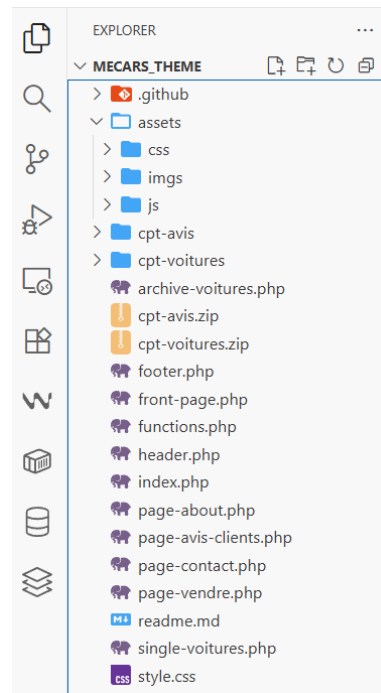 EXPLORER
MECARS_THEME
.github
assets
css
imgs
js
cpt-avis
cpt-voitures
archive-voitures.php
cpt-avis.zip
cpt-voitures.zip
footer.php
front-page.php
functions.php
header.php
index.php
page-about.php
page-avis-clients.php
page-contact.php
page-vendre.php
readme.md
single-voitures.php
style.css